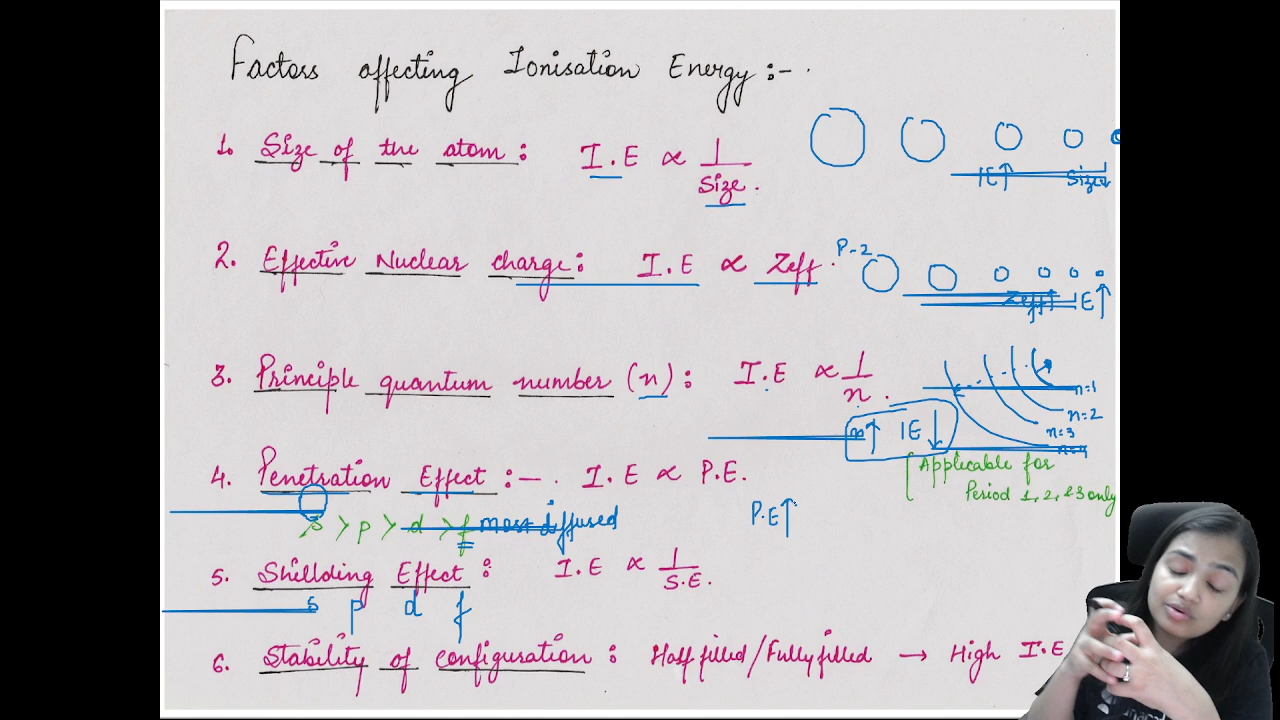 Factors affecting Ionisation Energy :- .
1. Size of the atom : I.E ∝ 1/Size .
IE↑ Size↓
2. Effective Nuclear charge : I.E ∝ Zeff .
P-2
Zeff↑ IE↑
3. Principle quantum number (n) : I.E ∝ 1/n .
n=1
n=2
n=3
n=4
n↑ IE↓
4. Penetration Effect :- . I.E ∝ P.E.
[Applicable for
Period 1, 2, &3 only
s > p > d > f most diffused
P.E↑
5. Shillding Effect : I.E ∝ 1/S.E.
s p d f
6. Stability of configuration : Half filled/Fully filled → High I.E